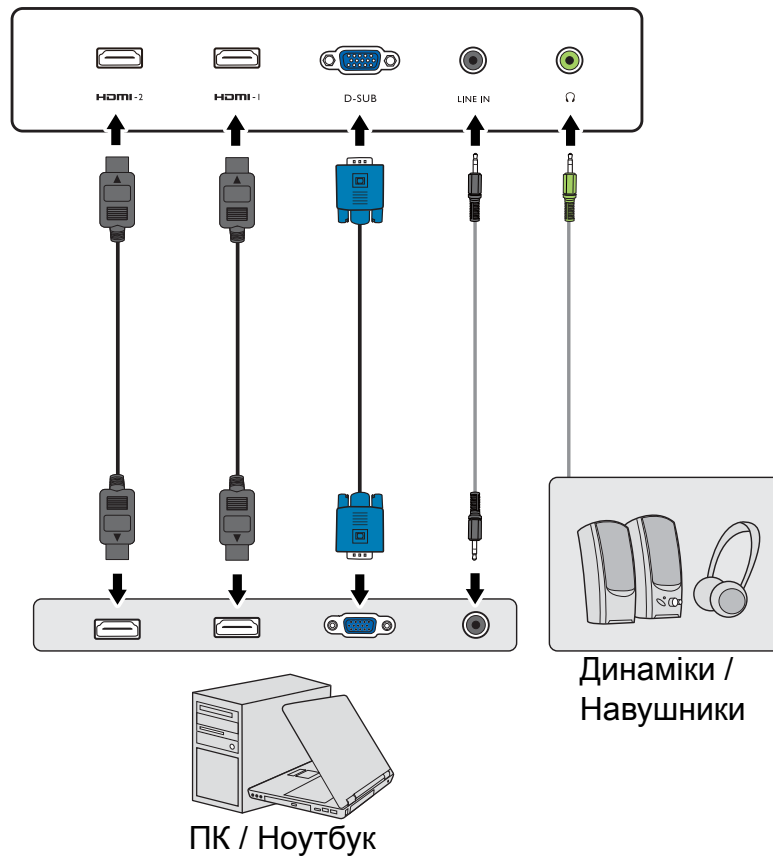 HDMI-2
HDMI-1
D-SUB
LINE IN
Динаміки /
Навушники
ПК / Ноутбук